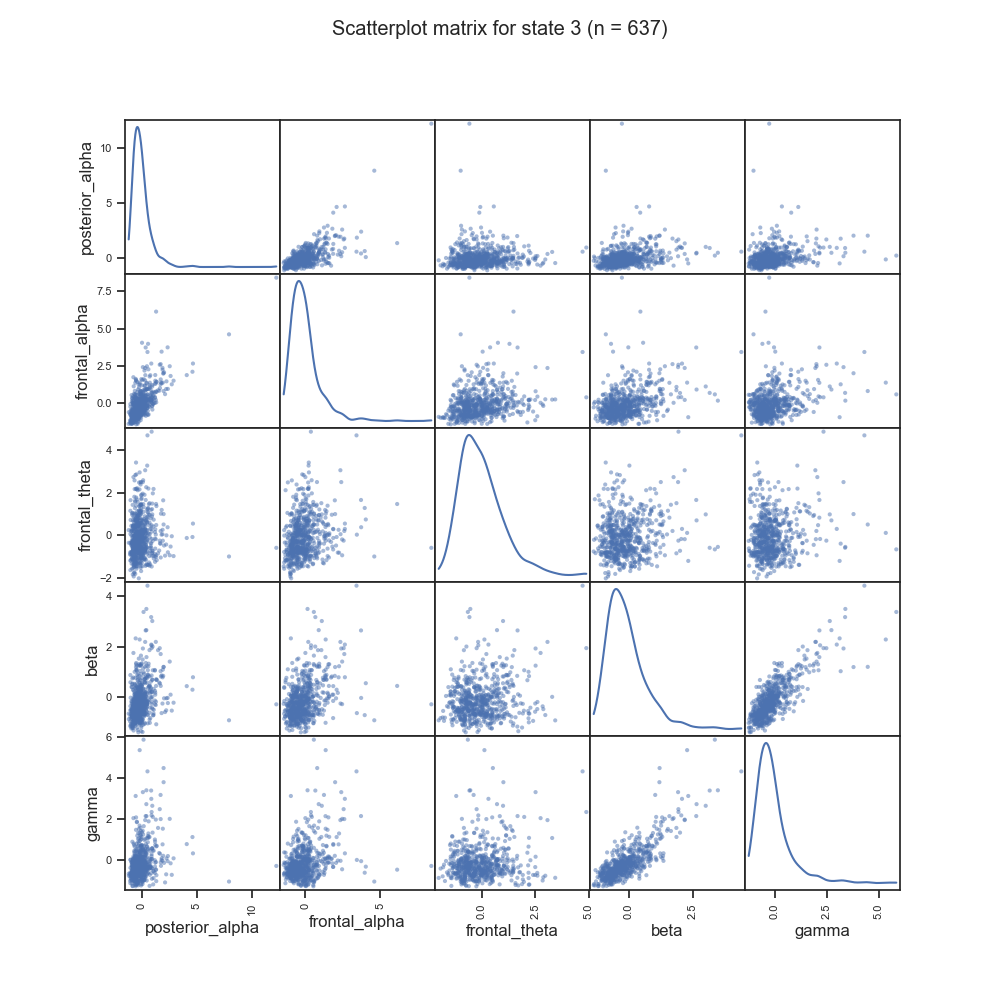 Scatterplot matrix for state 3 (n = 637)
posterior_alpha
10
5
0
frontal_alpha
7.5
5.0
2.5
0.0
frontal_theta
4
2
0
−2
beta
4
2
0
gamma
6
4
2
0
0 5 10 0 5 0.0 2.5 5.0 0.0 2.5 0.0 2.5 5.0
posterior_alpha frontal_alpha frontal_theta beta gamma